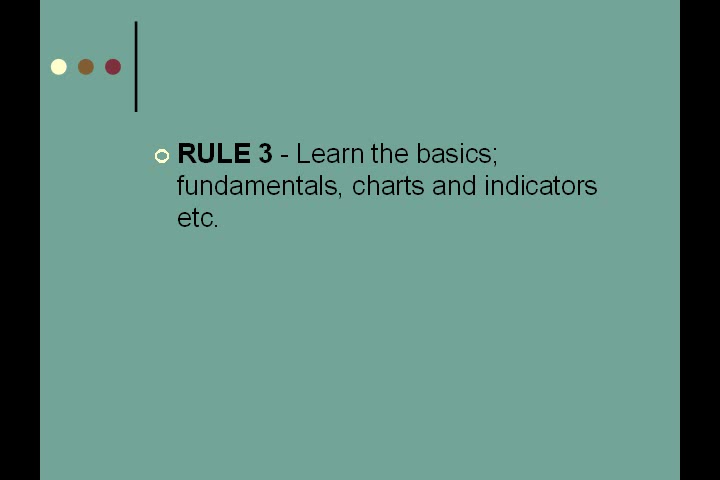 RULE 3 - Learn the basics;
fundamentals, charts and indicators
etc.